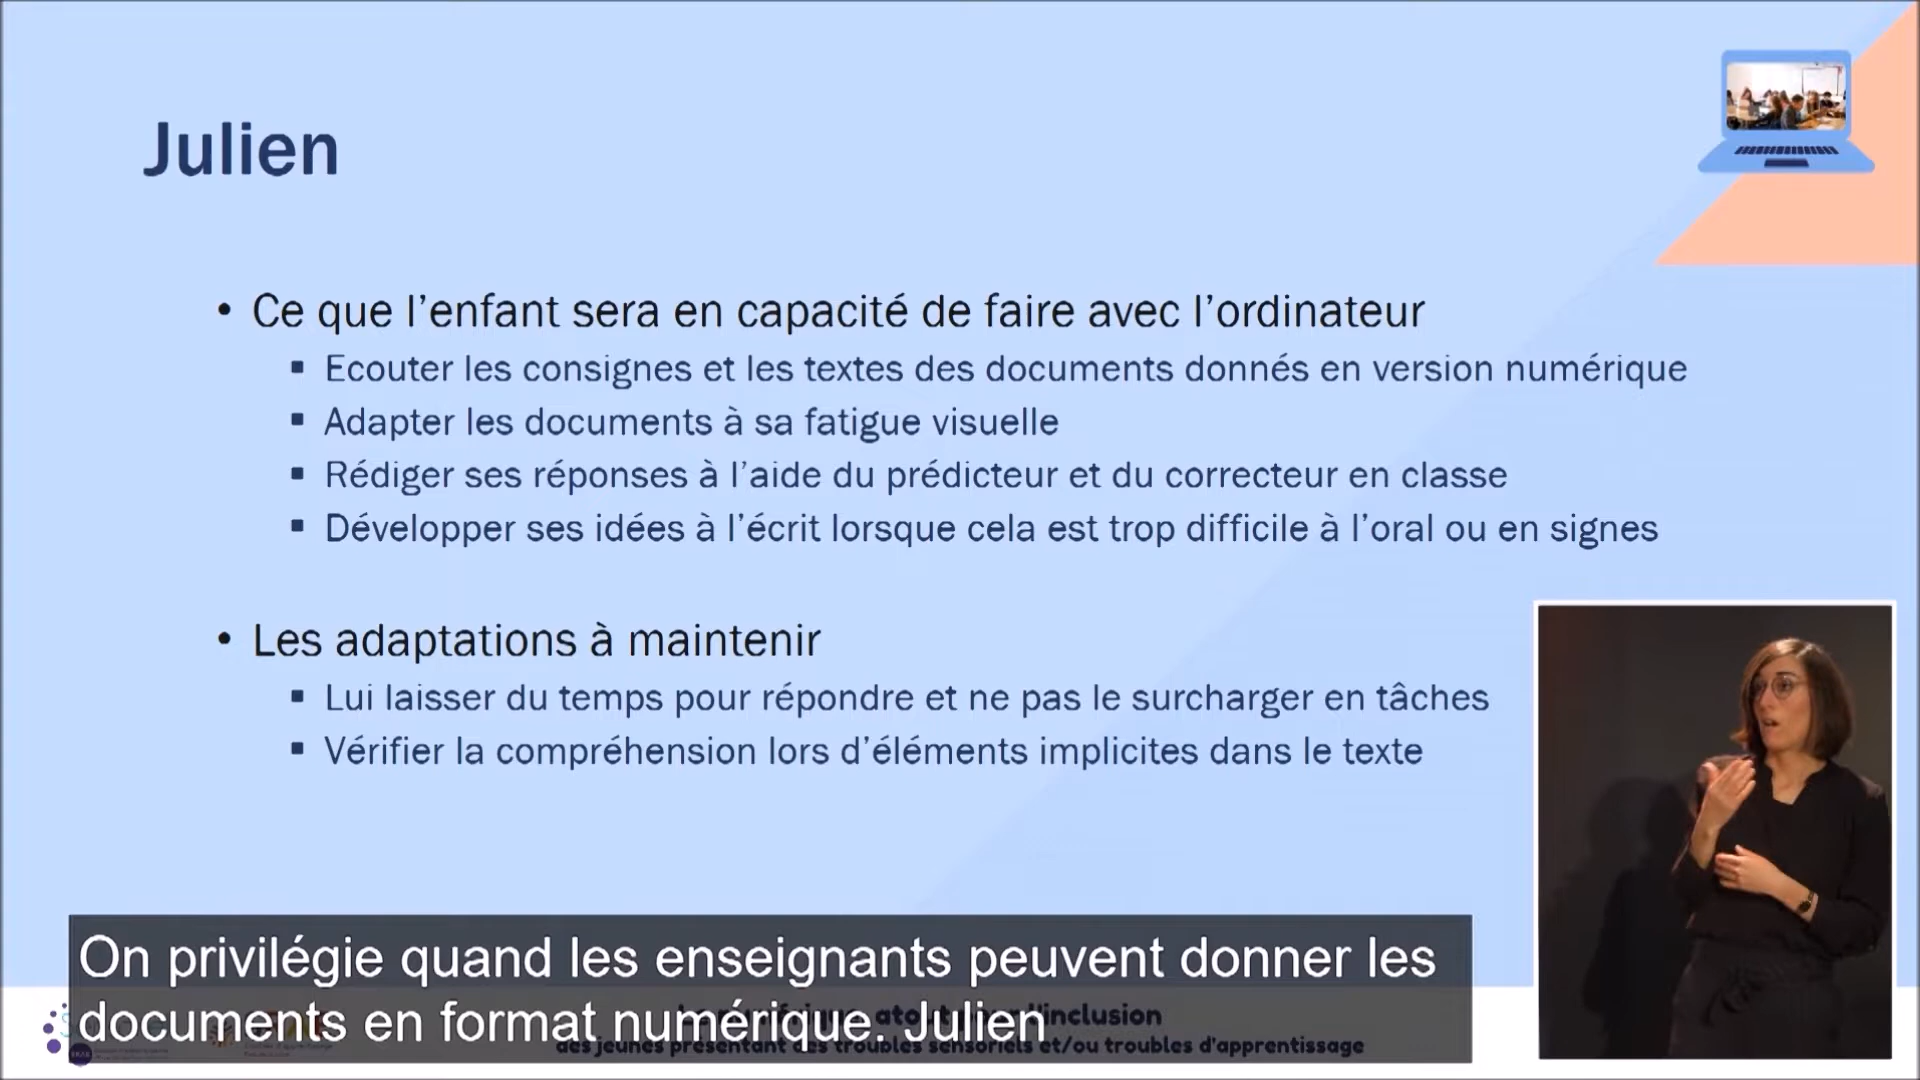 Julien
• Ce que l’enfant sera en capacité de faire avec l’ordinateur
▪ Ecouter les consignes et les textes des documents donnés en version numérique
▪ Adapter les documents à sa fatigue visuelle
▪ Rédiger ses réponses à l’aide du prédicteur et du correcteur en classe
▪ Développer ses idées à l’écrit lorsque cela est trop difficile à l’oral ou en signes
• Les adaptations à maintenir
▪ Lui laisser du temps pour répondre et ne pas le surcharger en tâches
▪ Vérifier la compréhension lors d’éléments implicites dans le texte
On privilégie quand les enseignants peuvent donner les
documents en format numérique. Julien
l'inclusion
des jeunes présentant des troubles sensoriels et/ou troubles d'apprentissage